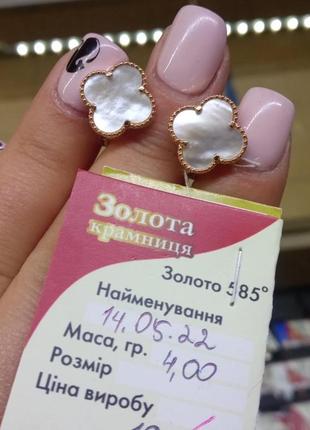 Золота
крамниця
Золото 585°
Найменування
14.05.22
Маса, гр. 4,00
Розмір
Ціна виробу